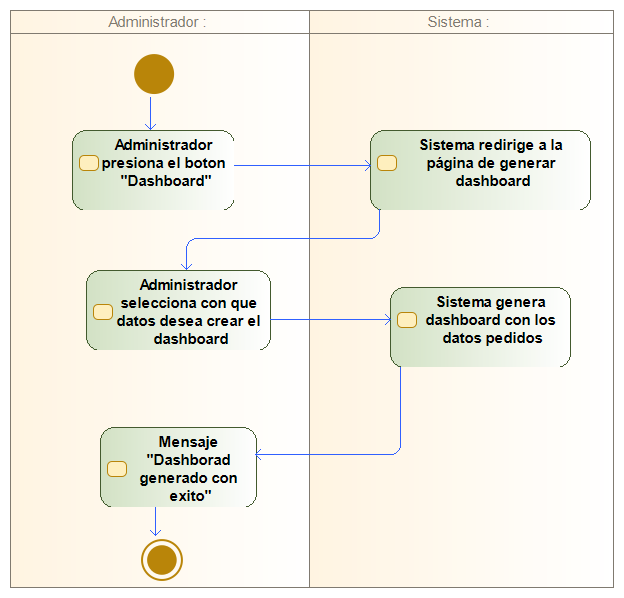 Administrador :
Sistema :
Administrador
presiona el boton
"Dashboard"
Sistema redirige a la
página de generar
dashboard
Administrador
selecciona con que
datos desea crear el
dashboard
Sistema genera
dashboard con los
datos pedidos
Mensaje
"Dashborad
generado con
exito"